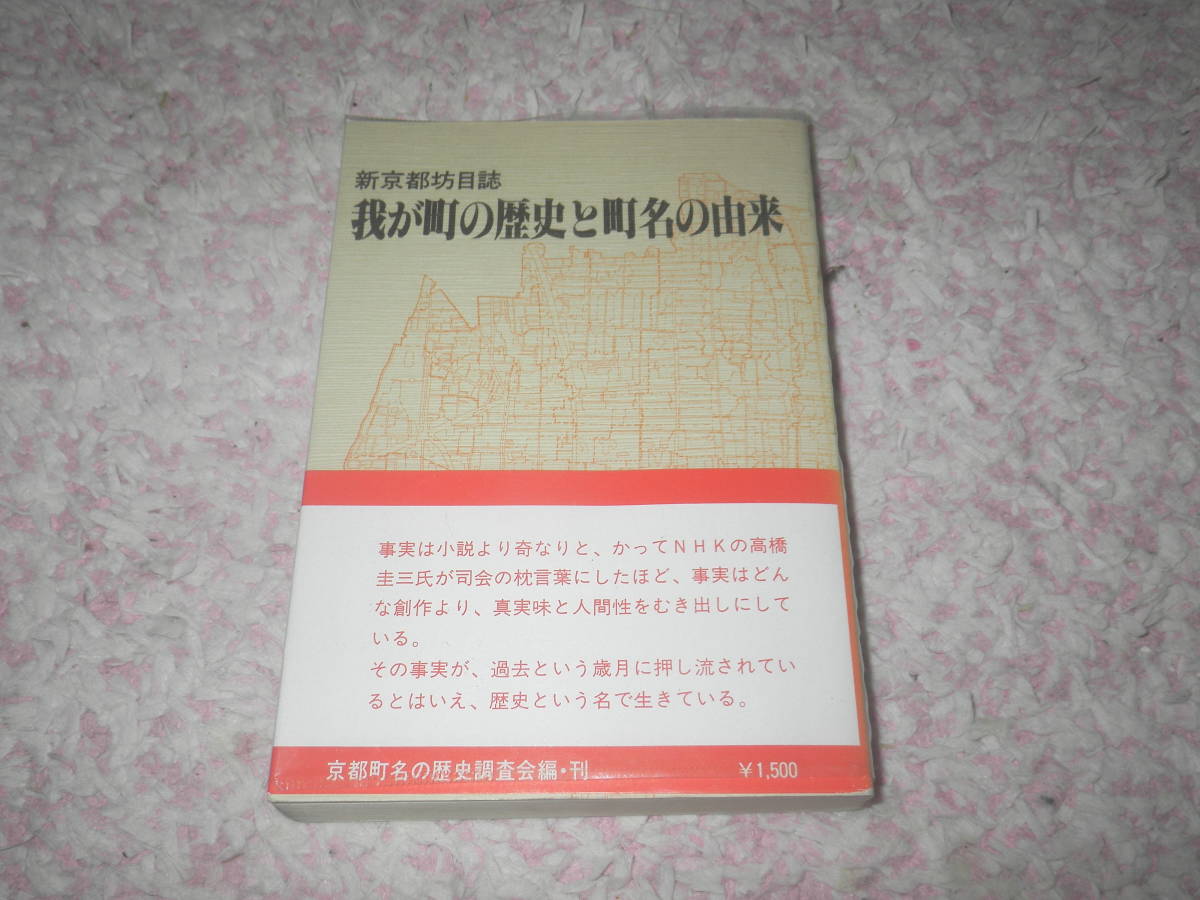 新京都坊目誌
我が町の歴史と町名の由来
事実は小説より奇なりと、かってＮＨＫの高橋
圭三氏が司会の枕言葉にしたほど、事実はどん
な創作より、真実味と人間性をむき出しにして
いる。
その事実が、過去という歳月に押し流されてい
るとはいえ、歴史という名で生きている。
京都町名の歴史調査会編・刊
￥1,500